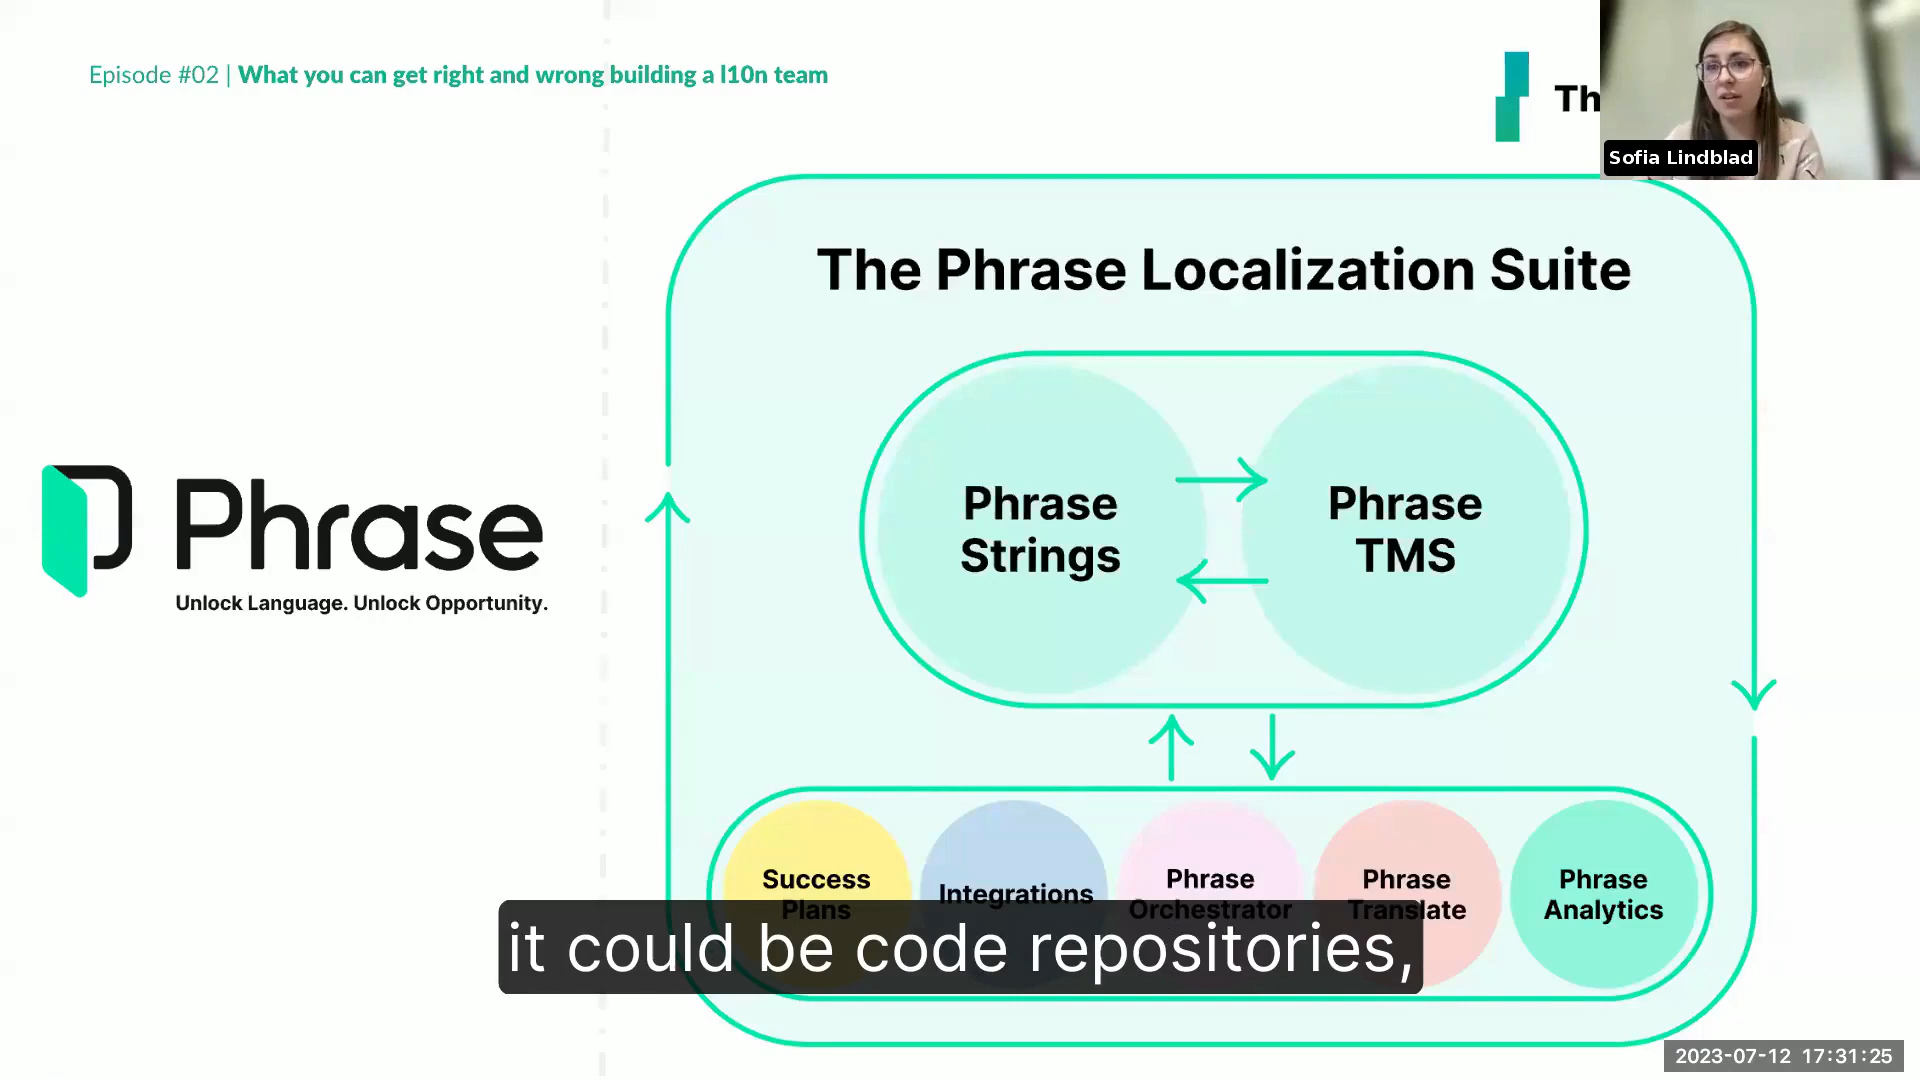 Episode #02 | What you can get right and wrong building a l10n team
Th
Sofia Lindblad
The Phrase Localization Suite
Phrase
Strings
Phrase
TMS
Phrase
Unlock Language. Unlock Opportunity.
Success
Plans
Integrations
Phrase
Orchestrator
Phrase
Translate
Phrase
Analytics
it could be code repositories,
2023-07-12 17:31:25